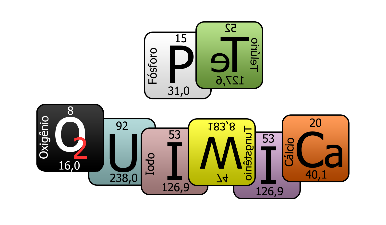 15 52
Fósforo P Te Telúrio
31,0 127,6
8 92 53 183,8 53 20
Oxigênio O2 U Iodo I W Tungstênio I Cálcio Ca
16,0 238,0 126,9 74 126,9 40,1